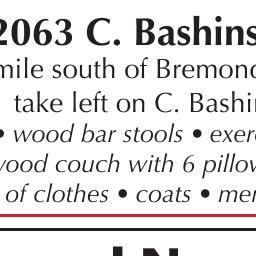 2063 C. Bashins
mile south of Bremond
take left on C. Bashi
• wood bar stools • exer
wood couch with 6 pillow
of clothes • coats • me